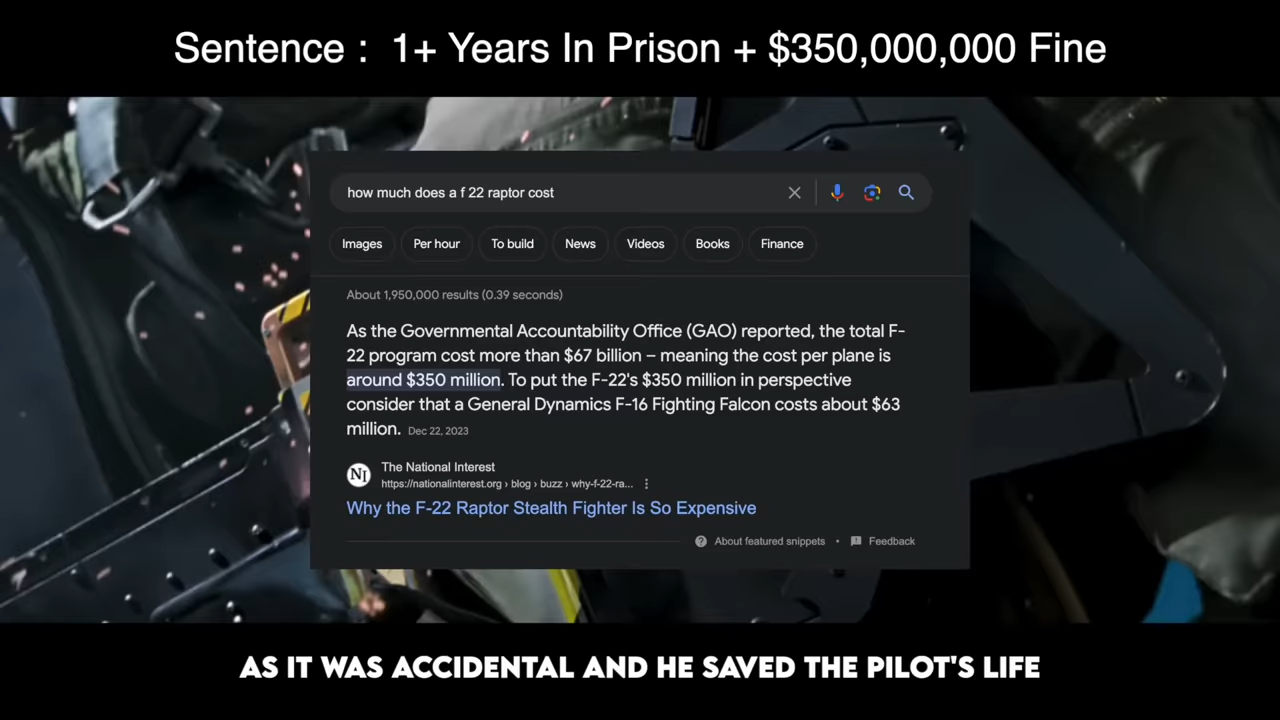 Sentence :  1+ Years In Prison + $350,000,000 Fine
how much does a f 22 raptor cost
Images Per hour To build News Videos Books Finance
About 1,950,000 results (0.39 seconds)
As the Governmental Accountability Office (GAO) reported, the total F-
22 program cost more than $67 billion – meaning the cost per plane is
around $350 million. To put the F-22's $350 million in perspective
consider that a General Dynamics F-16 Fighting Falcon costs about $63
million. Dec 22, 2023
NI The National Interest
https://nationalinterest.org › blog › buzz › why-f-22-ra...
Why the F-22 Raptor Stealth Fighter Is So Expensive
About featured snippets • Feedback
AS IT WAS ACCIDENTAL AND HE SAVED THE PILOT'S LIFE